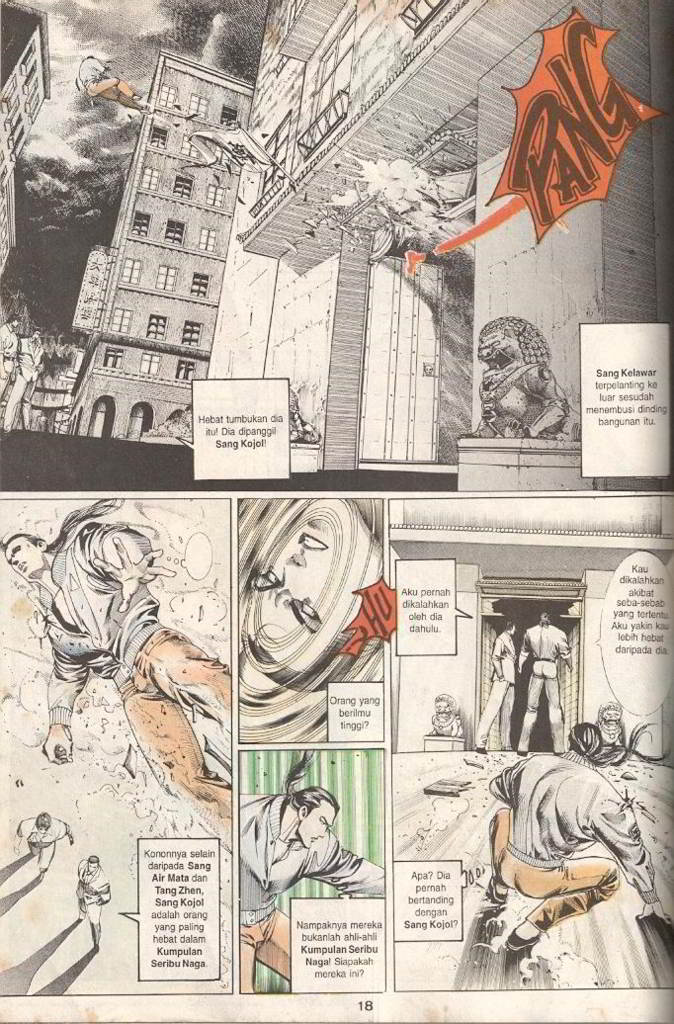 PANG
Sang Kelawar
terpelanting ke
luar sesudah
menembusi dinding
bangunan itu.
Hebat tumbukan dia
itu! Dia dipanggil
Sang Kojol!
Kononnya selain
daripada Sang
Air Mata dan
Tang Zhen,
Sang Kojol
adalah orang
yang paling
hebat dalam
Kumpulan
Seribu Naga.
Orang yang
berilmu
tinggi?
Nampaknya mereka
bukanlah ahli-ahli
Kumpulan Seribu
Naga! Siapakah
mereka ini?
Aku pernah
dikalahkan
oleh dia
dahulu.
Kau
dikalahkan
akibat
seba-sebab
yang tertentu.
Aku yakin kau
lebih hebat
daripada dia.
Apa? Dia
pernah
bertanding
dengan
Sang Kojol?
18